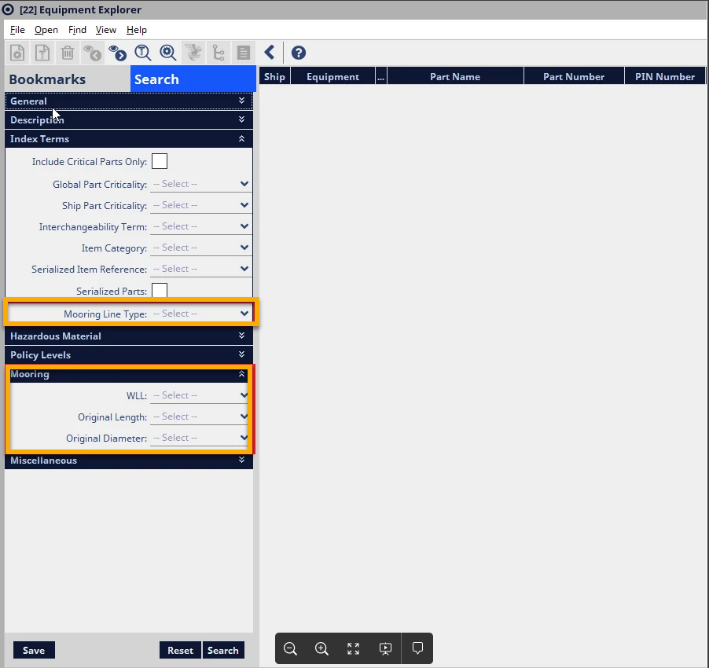 [22] Equipment Explorer
File Open Find View Help
Bookmarks Search
Ship Equipment ... Part Name Part Number PIN Number
General
Description
Index Terms
Include Critical Parts Only:
Global Part Criticality: -- Select --
Ship Part Criticality: -- Select --
Interchangeability Term: -- Select --
Item Category: -- Select --
Serialized Item Reference: -- Select --
Serialized Parts:
Mooring Line Type: -- Select --
Hazardous Material
Policy Levels
Mooring
WLL: -- Select --
Original Length: -- Select --
Original Diameter: -- Select --
Miscellaneous
Save Reset Search